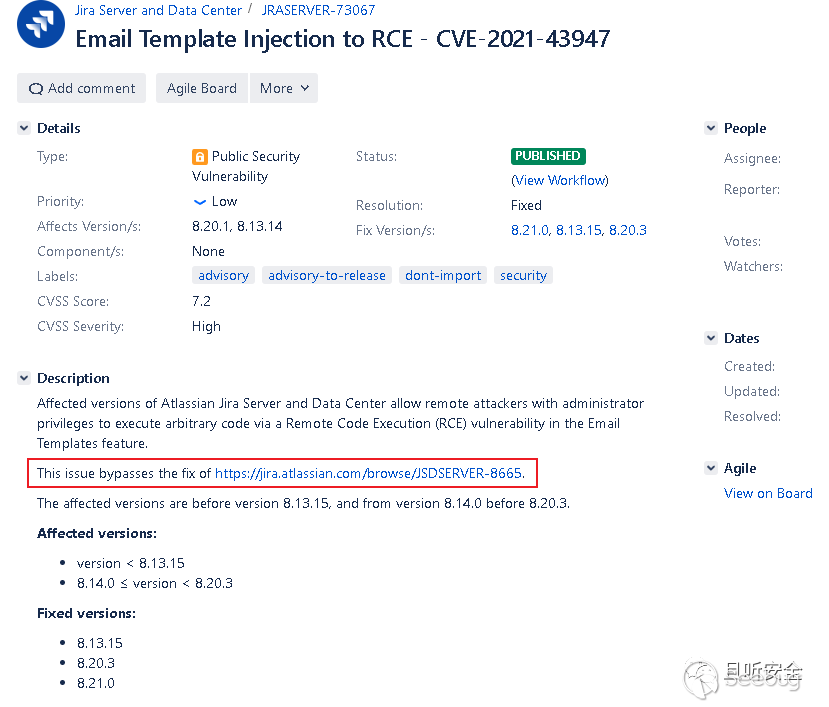 Jira Server and Data Center / JRASERVER-73067
Email Template Injection to RCE - CVE-2021-43947
Add comment Agile Board More
Details
Type: Public Security Vulnerability
Status: PUBLISHED
(View Workflow)
Priority: Low
Resolution: Fixed
Affects Version/s: 8.20.1, 8.13.14
Fix Version/s: 8.21.0, 8.13.15, 8.20.3
Component/s: None
Labels: advisory advisory-to-release dont-import security
CVSS Score: 7.2
CVSS Severity: High
Description
Affected versions of Atlassian Jira Server and Data Center allow remote attackers with administrator
privileges to execute arbitrary code via a Remote Code Execution (RCE) vulnerability in the Email
Templates feature.
This issue bypasses the fix of https://jira.atlassian.com/browse/JSDSERVER-8665.
The affected versions are before version 8.13.15, and from version 8.14.0 before 8.20.3.
Affected versions:
• version < 8.13.15
• 8.14.0 ≤ version < 8.20.3
Fixed versions:
• 8.13.15
• 8.20.3
• 8.21.0
People
Assignee:
Reporter:
Votes:
Watchers:
Dates
Created:
Updated:
Resolved:
Agile
View on Board
且听安全
Seebug